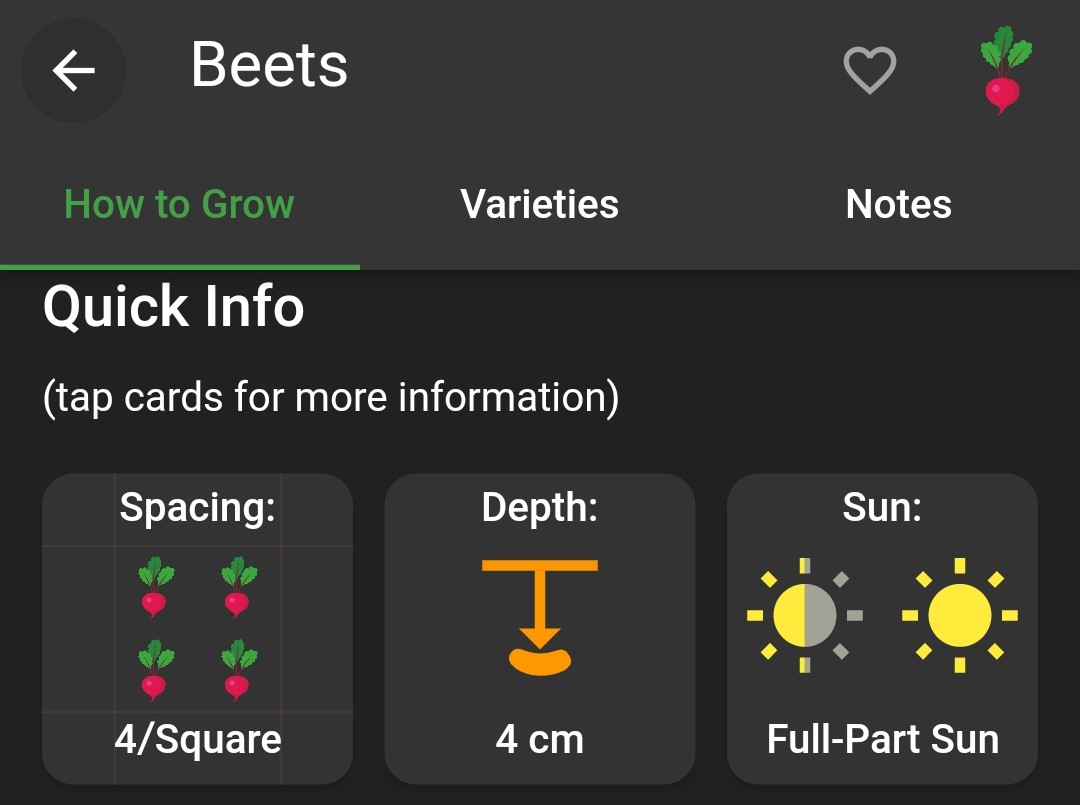 Beets
How to Grow
Varieties
Notes
Quick Info
(tap cards for more information)
Spacing:
4/Square
Depth:
4 cm
Sun:
Full-Part Sun